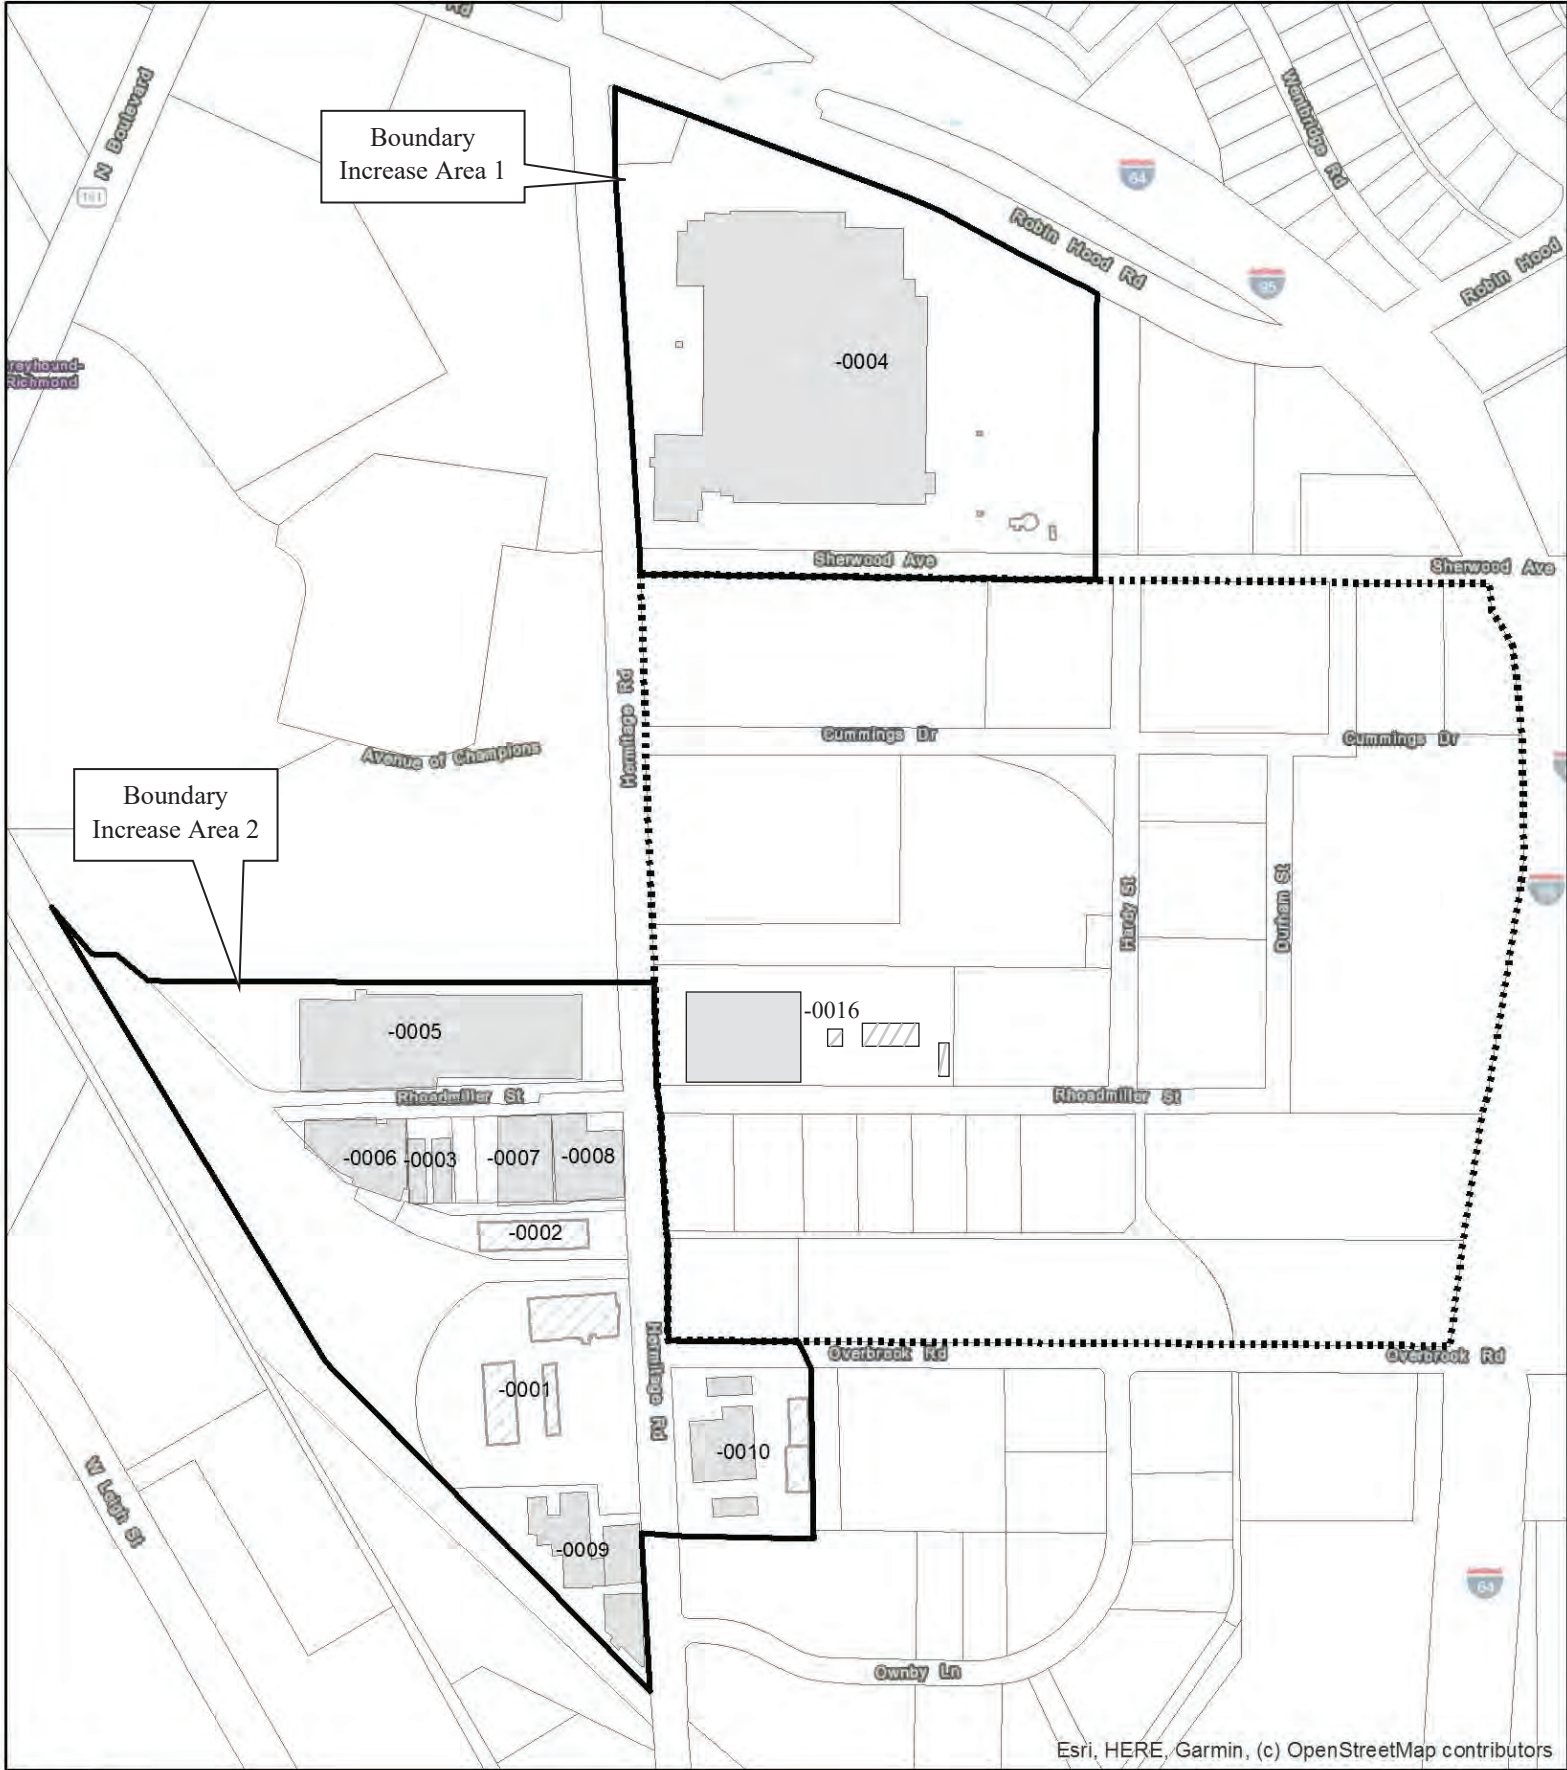 Rd
N Boulevard
161
Boundary
Increase Area 1
Wentbridge Rd
64
Robin Hood Rd
95
Robin Hood
reyhound-
Richmond
-0004
Sherwood Ave
Sherwood Ave
Hermitage Rd
Cummings Dr
Cummings Dr
Avenue of Champions
Boundary
Increase Area 2
Hardy St
Durham St
-0005
-0016
Rhoadmiller St
Rhoadmiller St
-0006
-0003
-0007
-0008
-0002
Hermitage Rd
Overbrook Rd
Overbrook Rd
-0001
-0010
W Leigh St
-0009
64
Ownby Ln
Esri, HERE, Garmin, (c) OpenStreetMap contributors